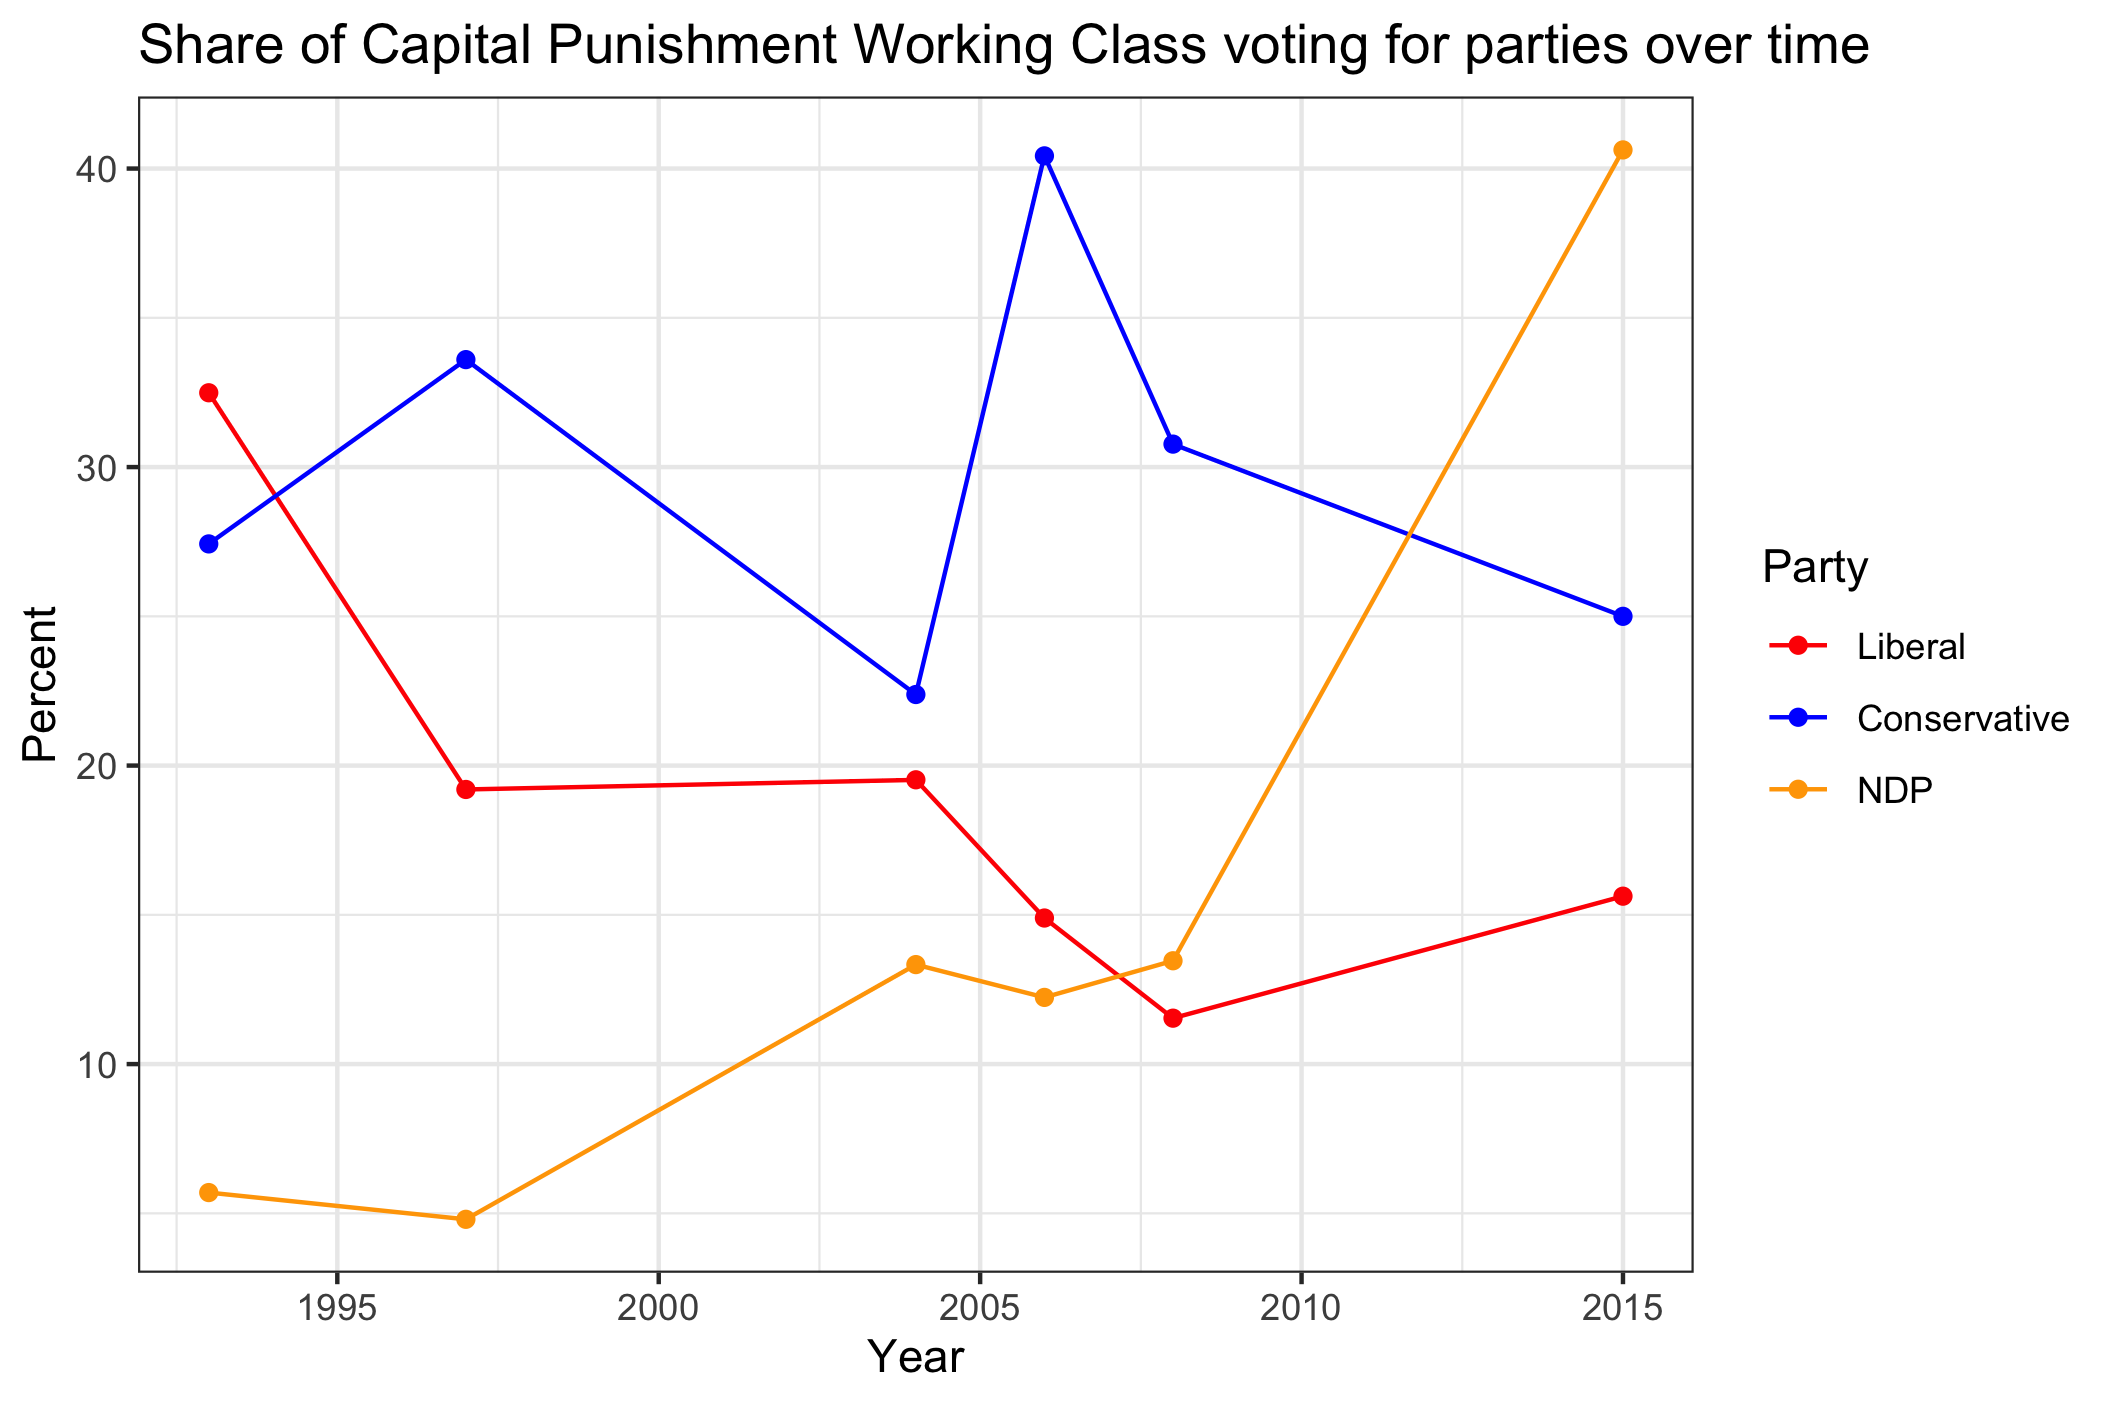 Share of Capital Punishment Working Class voting for parties over time
40
30
20
10
Percent
1995 2000 2005 2010 2015
Year
Party
Liberal
Conservative
NDP